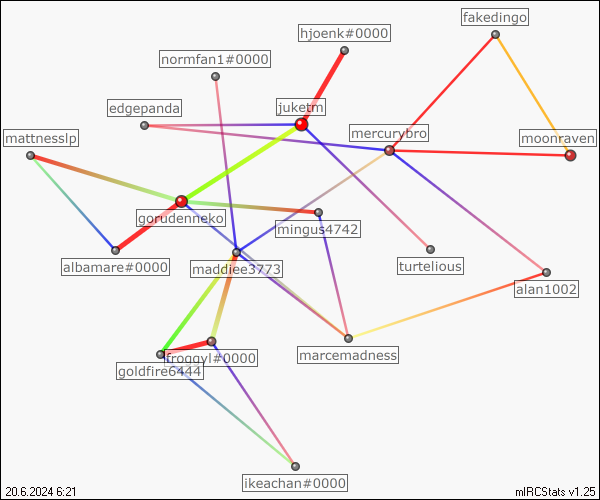 fakedingo
hjoenk#0000
normfan1#0000
edgepanda
juketm
mercurybro
mattnesslp
moonraven
gorudenneko
mingus4742
albamare#0000
maddiee3773
turtelious
alan1002
froggyl#0000
marcemadness
goldfire6444
ikeachan#0000
20.6.2024 6:21
mIRCStats v1.25